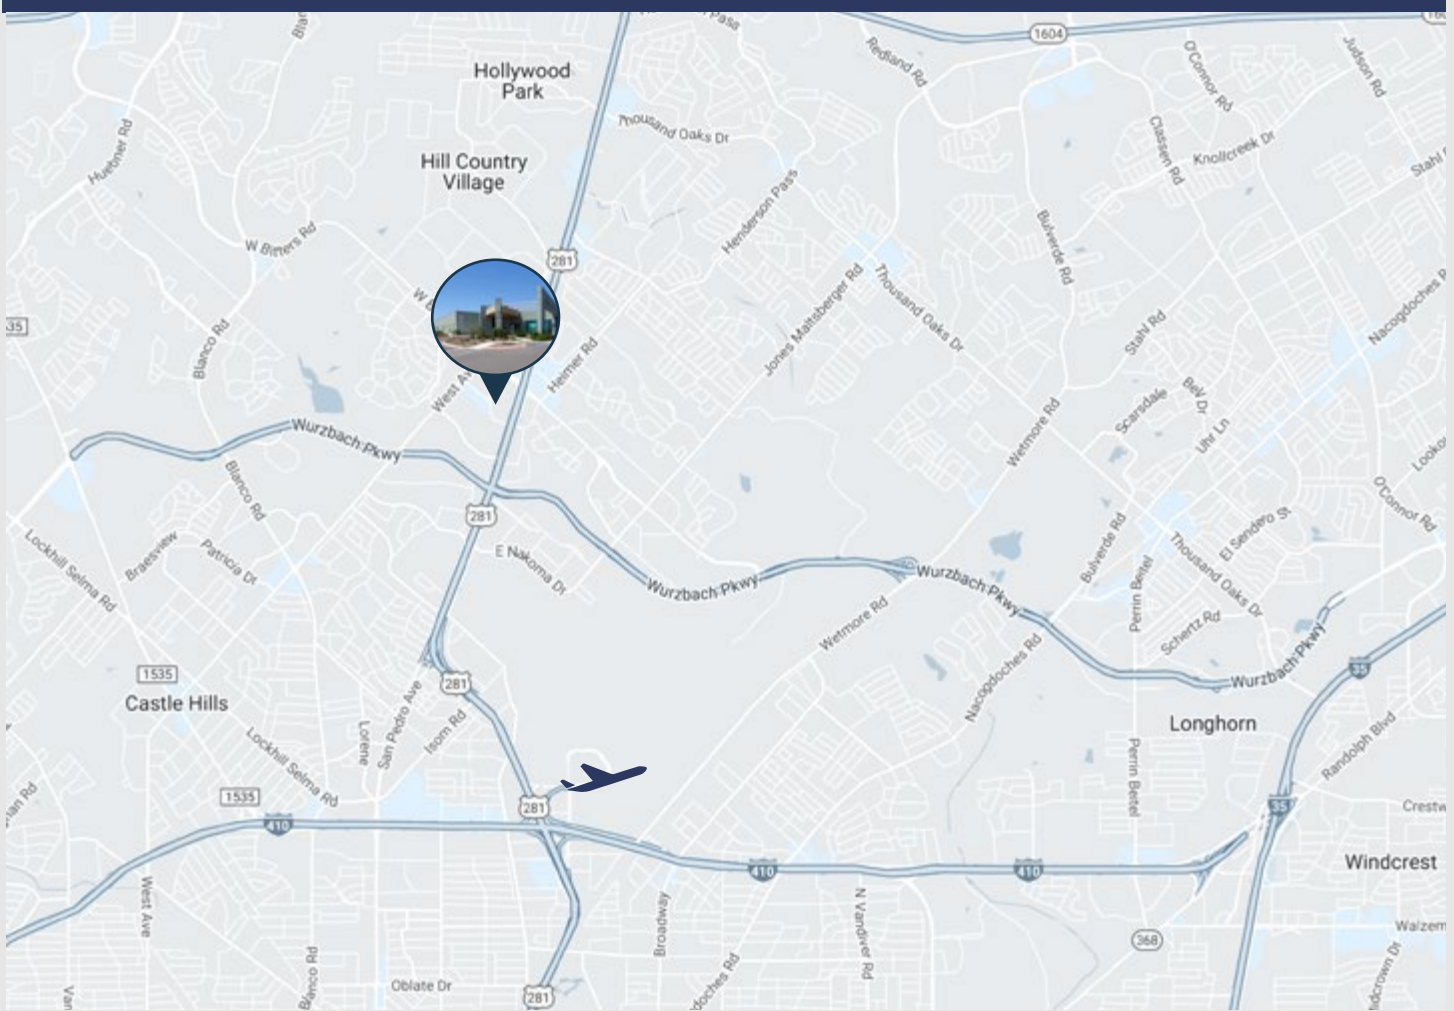 1604
Redland Rd
O'Connor Rd
Judson Rd
Hollywood
Park
Thousand Oaks Dr
Classen Rd
Knollcreek Dr
Huebner Rd
Hill Country
Village
Henderson Pass
W Bitters Rd
281
Bulverde Rd
Jones Maltsberger Rd
Thousand Oaks Dr
Stahl Rd
Blanco Rd
Heimer Rd
Wurzbach Pkwy
Wetmore Rd
Scarsdale
Bell Dr
Uhr Ln
Blanco Rd
281
O'Connor Rd
Lockhill Selma Rd
Braesview
Patricia Dr
E Nakoma Dr
Wurzbach Pkwy
Wurzbach Pkwy
Wetmore Rd
Bulverde Rd
Perrin Beitel
Thousand Oaks Dr
El Sendero St
Schertz Rd
Nacogdoches Rd
Wurzbach Pkwy
35
1535
Castle Hills
281
Longhorn
Lorene
San Pedro Ave
Isom Rd
Lockhill Selma Rd
Perrin Beitel
Randolph Blvd
1535
281
35
410
410
410
Windcrest
West Ave
Blanco Rd
Broadway
N Vandiver Rd
368
Oblate Dr
281